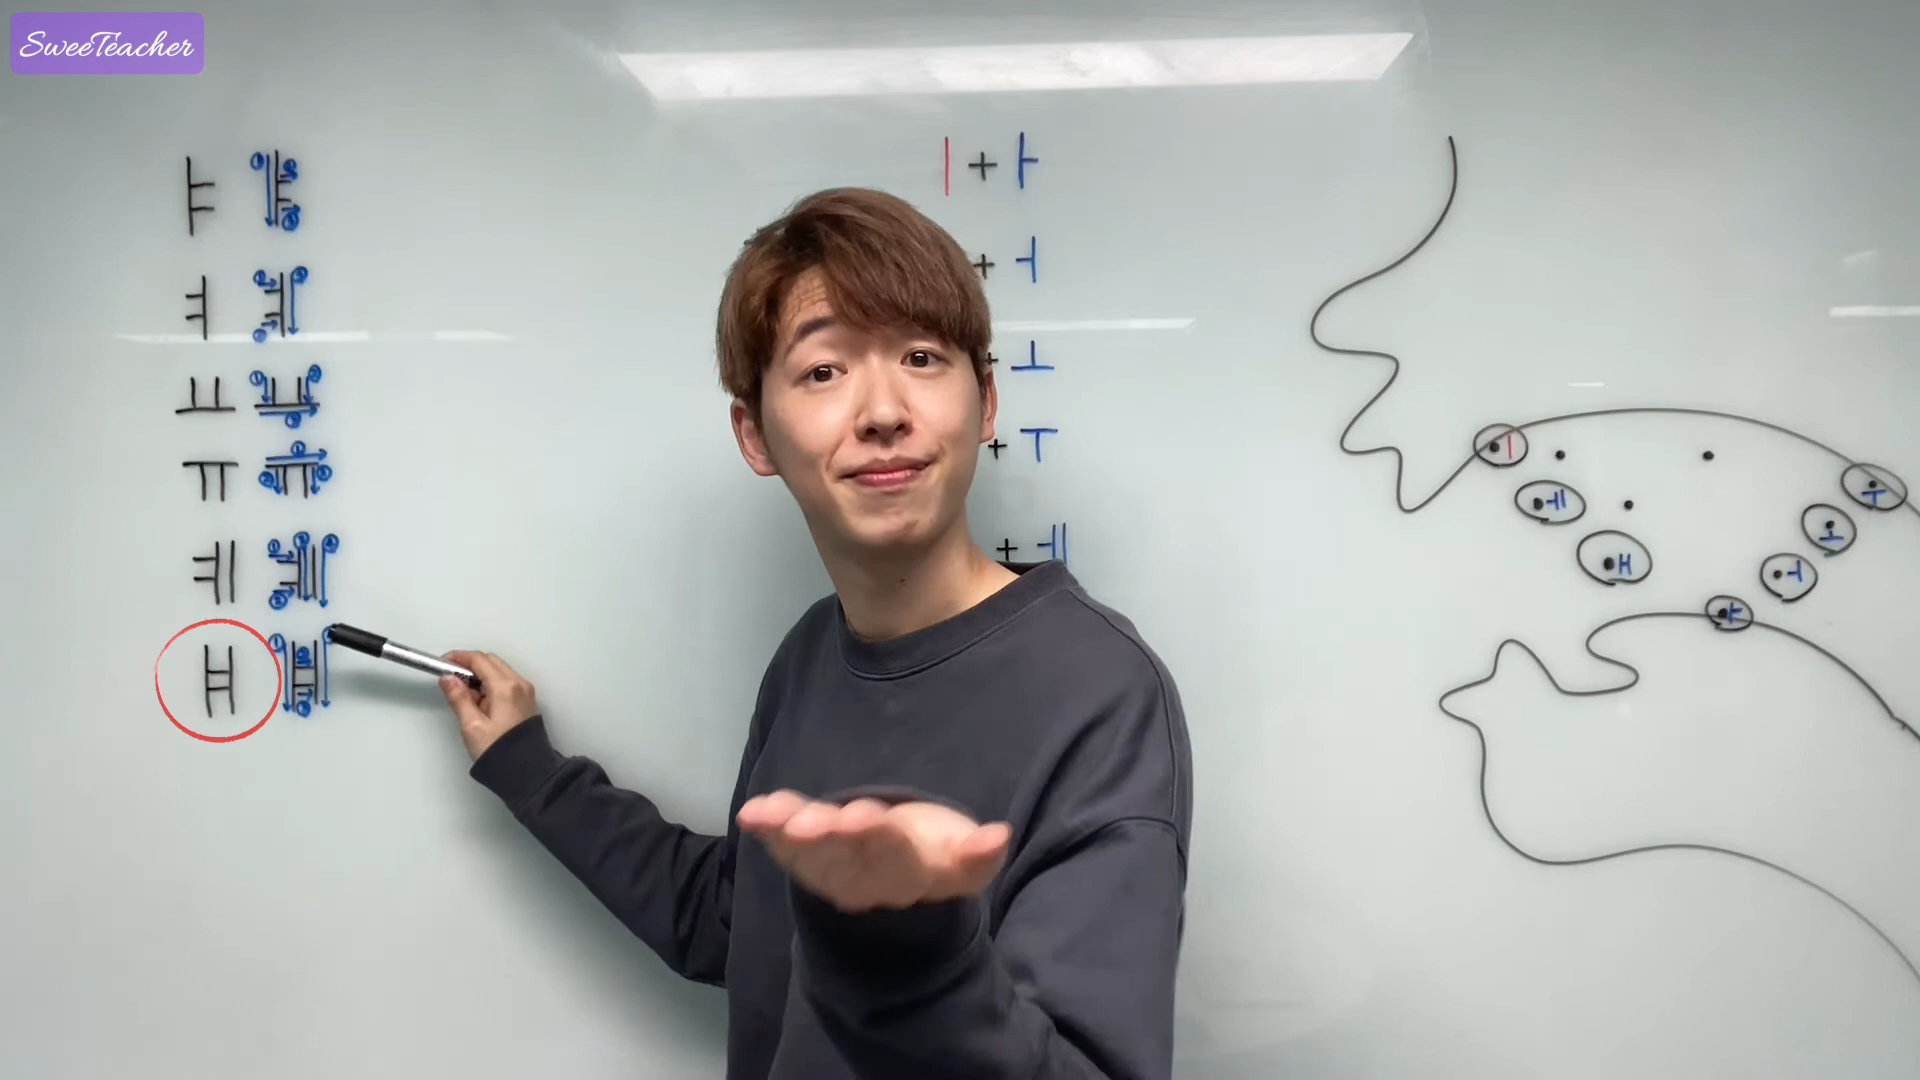 SweeTeacher
ㅑ ㅑ
ㅕ ㅕ
ㅛ ㅛ
ㅠ ㅠ
ㅖ ㅖ
ㅒ ㅒ
ㅣ + ㅏ
+ ㅓ
+ ㅗ
+ ㅜ
+ ㅔ
ㅣ
ㅔ
ㅐ
ㅏ
ㅓ
ㅗ
ㅜ